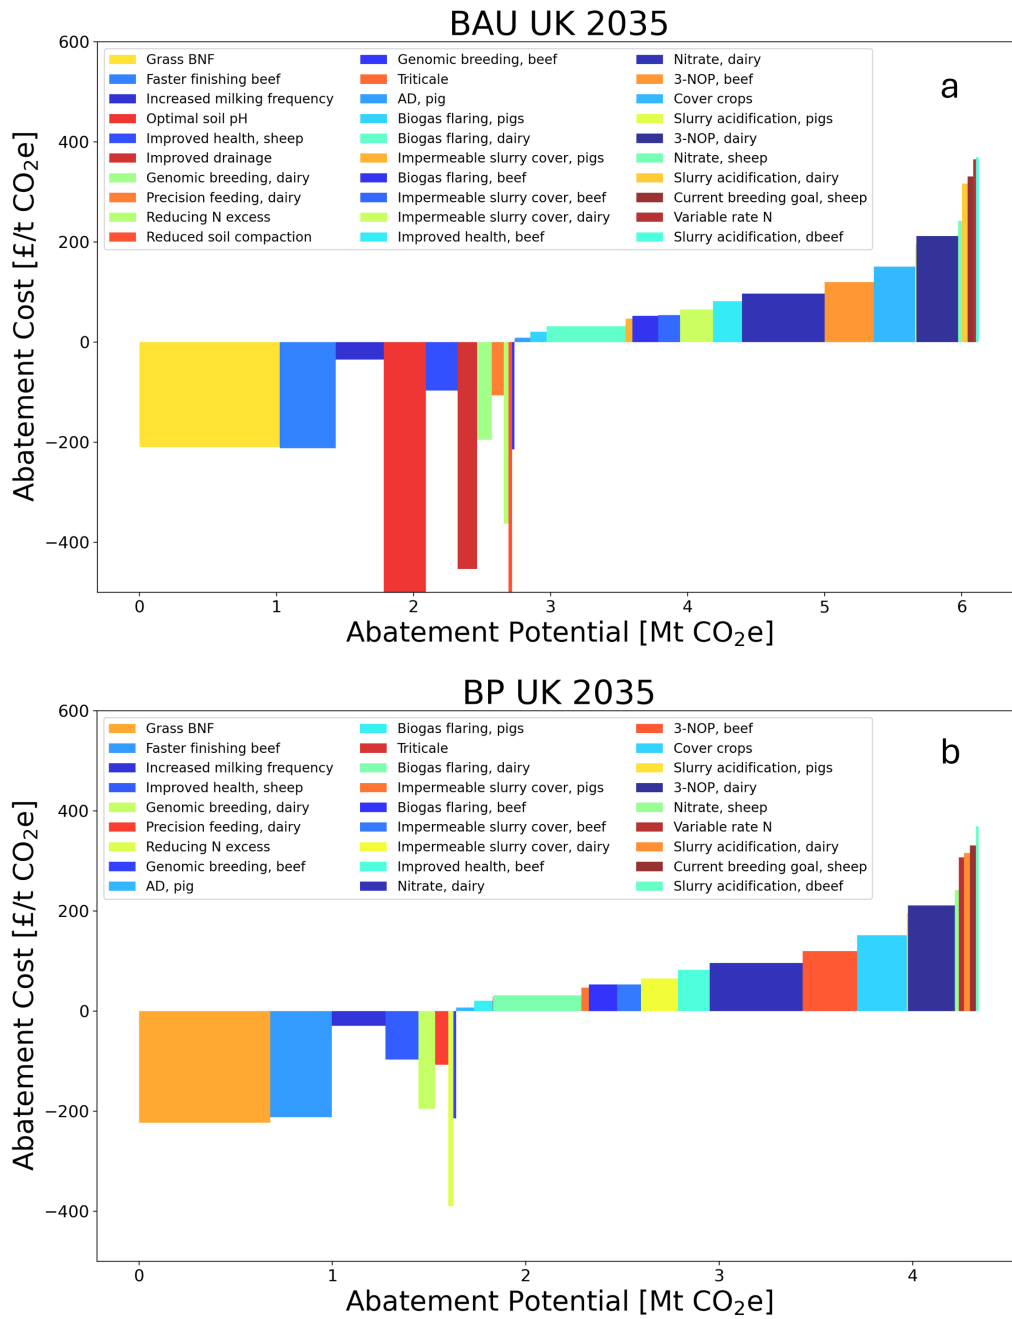 BAU UK 2035
a
600
400
200
0
−200
−400
Abatement Cost [£/t CO₂e]
Grass BNF
Faster finishing beef
Increased milking frequency
Optimal soil pH
Improved health, sheep
Improved drainage
Genomic breeding, dairy
Precision feeding, dairy
Reducing N excess
Reduced soil compaction
Genomic breeding, beef
Triticale
AD, pig
Biogas flaring, pigs
Biogas flaring, dairy
Impermeable slurry cover, pigs
Biogas flaring, beef
Impermeable slurry cover, beef
Impermeable slurry cover, dairy
Improved health, beef
Nitrate, dairy
3-NOP, beef
Cover crops
Slurry acidification, pigs
3-NOP, dairy
Nitrate, sheep
Slurry acidification, dairy
Current breeding goal, sheep
Variable rate N
Slurry acidification, dbeef
0 1 2 3 4 5 6
Abatement Potential [Mt CO₂e]
BP UK 2035
b
600
400
200
0
−200
−400
Abatement Cost [£/t CO₂e]
Grass BNF
Faster finishing beef
Increased milking frequency
Improved health, sheep
Genomic breeding, dairy
Precision feeding, dairy
Reducing N excess
Genomic breeding, beef
AD, pig
Biogas flaring, pigs
Triticale
Biogas flaring, dairy
Impermeable slurry cover, pigs
Biogas flaring, beef
Impermeable slurry cover, beef
Impermeable slurry cover, dairy
Improved health, beef
Nitrate, dairy
3-NOP, beef
Cover crops
Slurry acidification, pigs
3-NOP, dairy
Nitrate, sheep
Variable rate N
Slurry acidification, dairy
Current breeding goal, sheep
Slurry acidification, dbeef
0 1 2 3 4
Abatement Potential [Mt CO₂e]